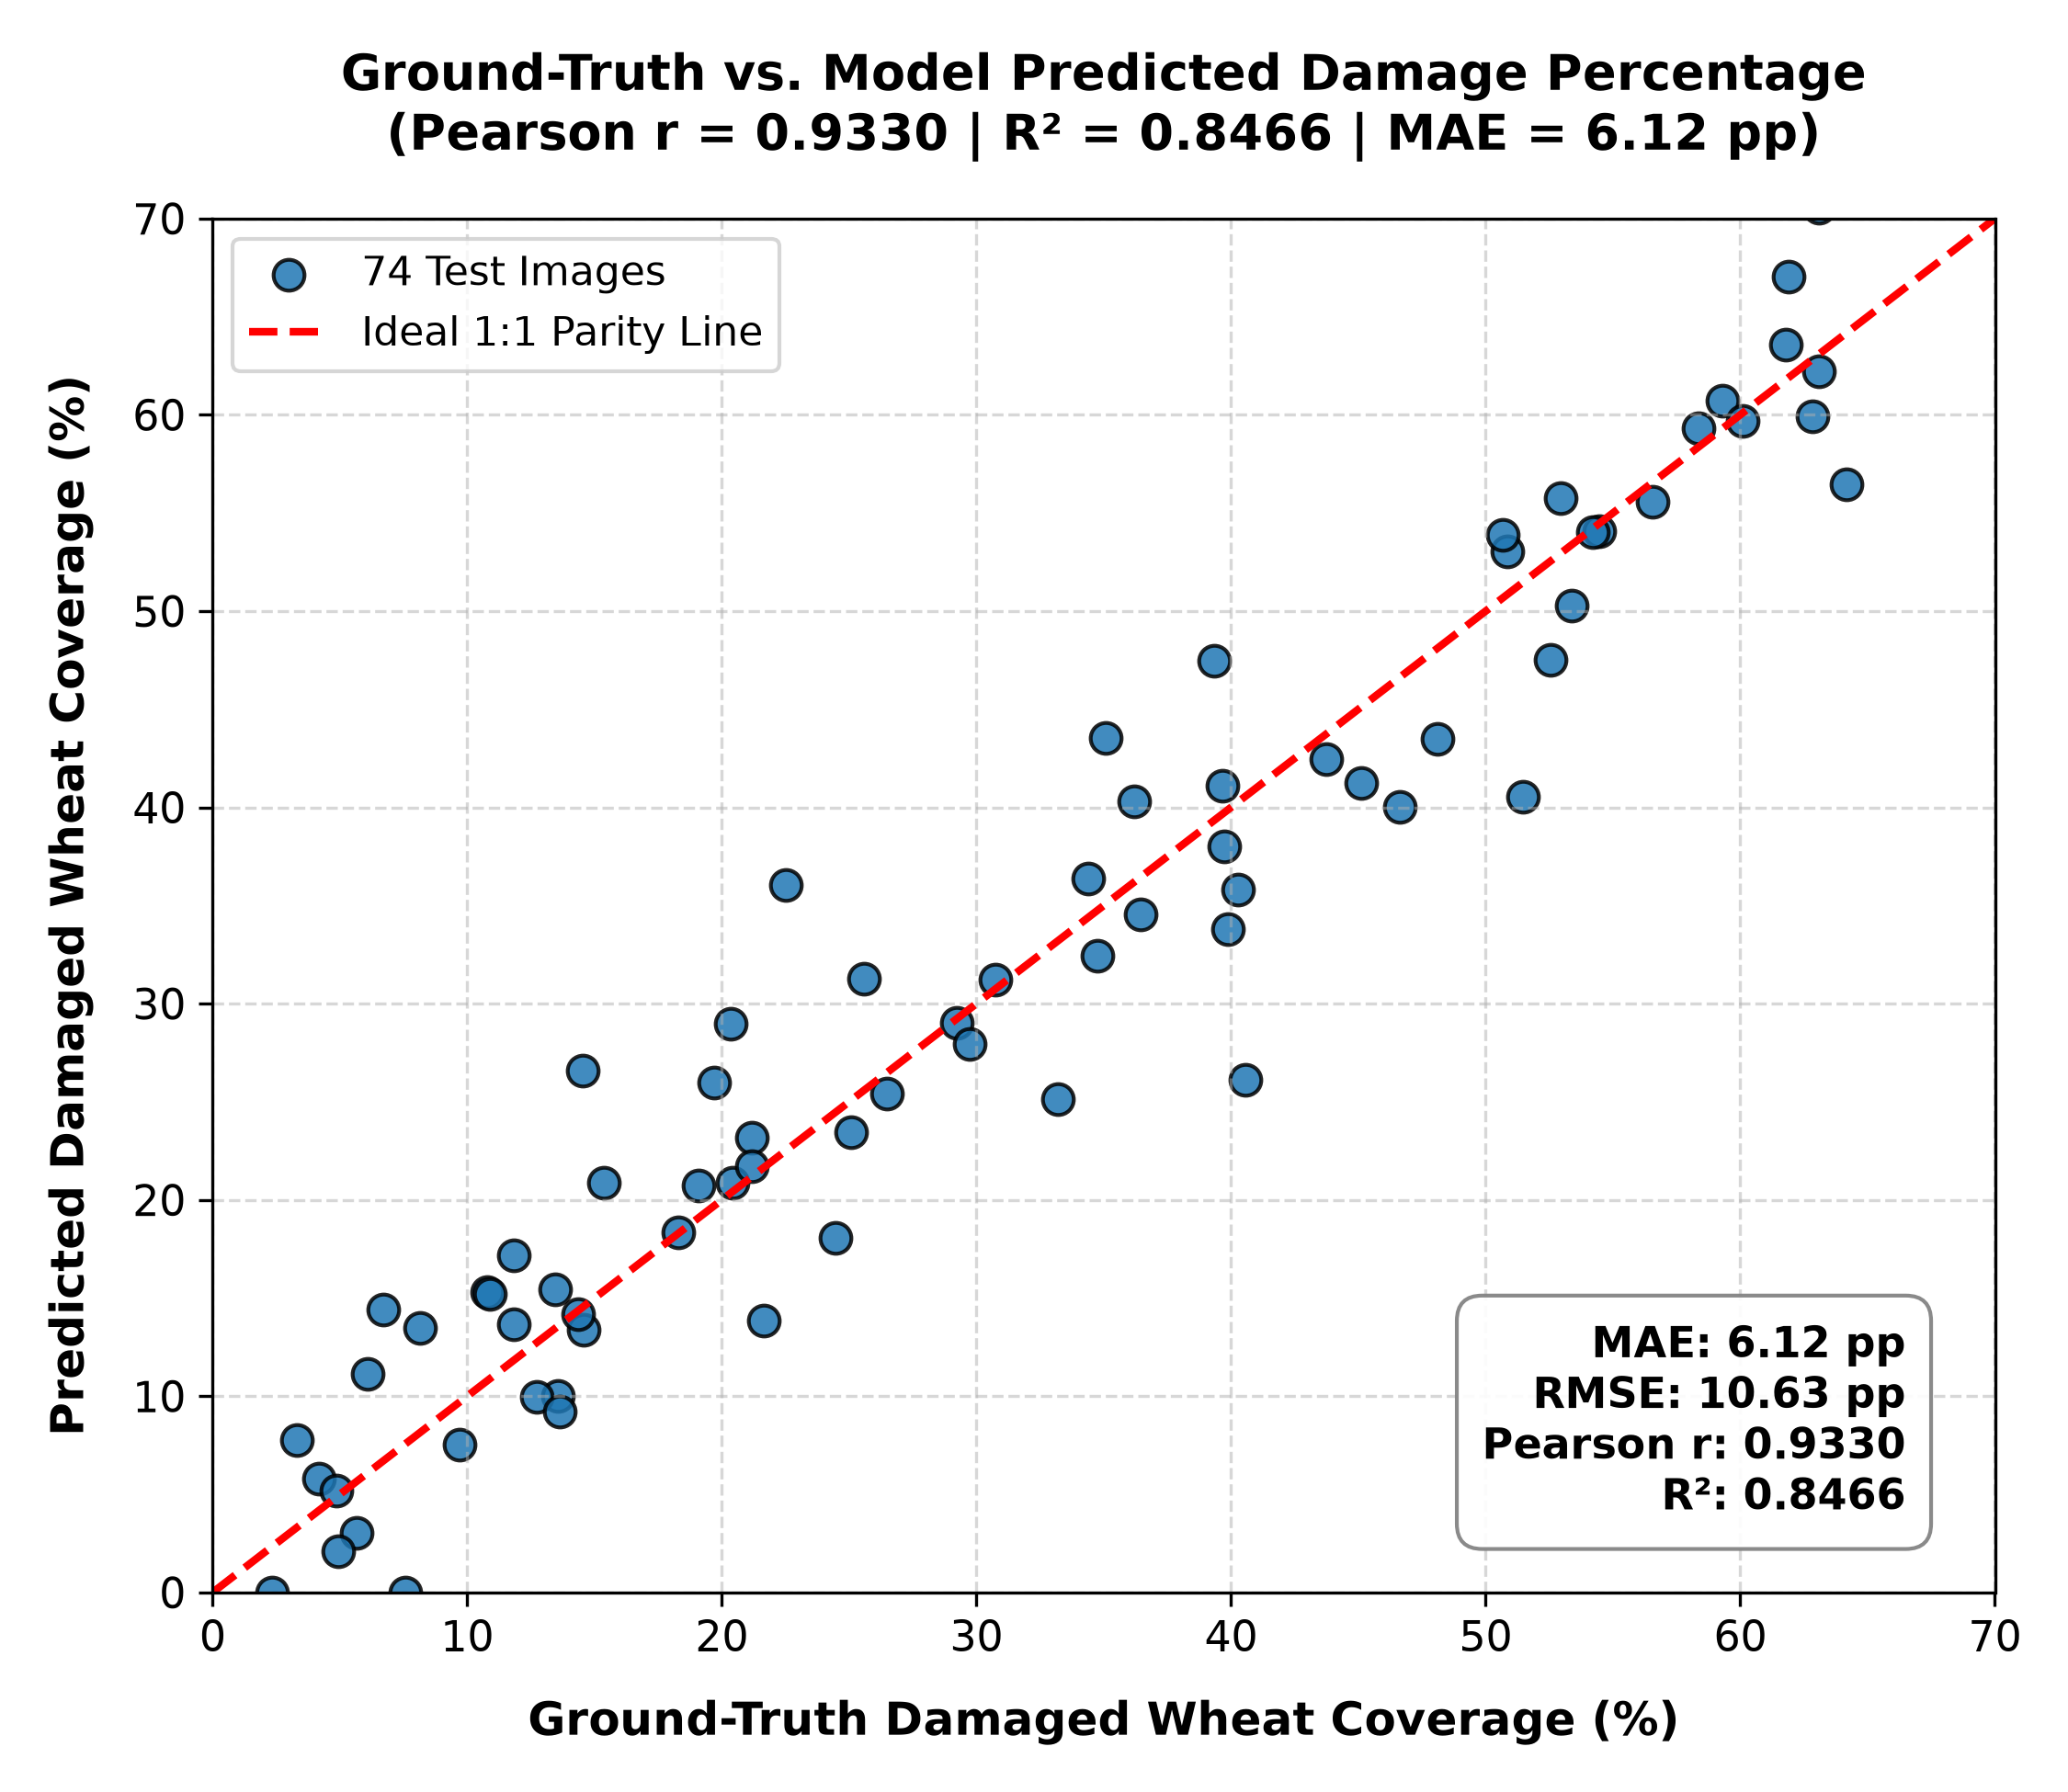 Ground-Truth vs. Model Predicted Damage Percentage
(Pearson r = 0.9330 | R² = 0.8466 | MAE = 6.12 pp)
74 Test Images
Ideal 1:1 Parity Line
Predicted Damaged Wheat Coverage (%)
70
60
50
40
30
20
10
0
MAE: 6.12 pp
RMSE: 10.63 pp
Pearson r: 0.9330
R²: 0.8466
0 10 20 30 40 50 60 70
Ground-Truth Damaged Wheat Coverage (%)